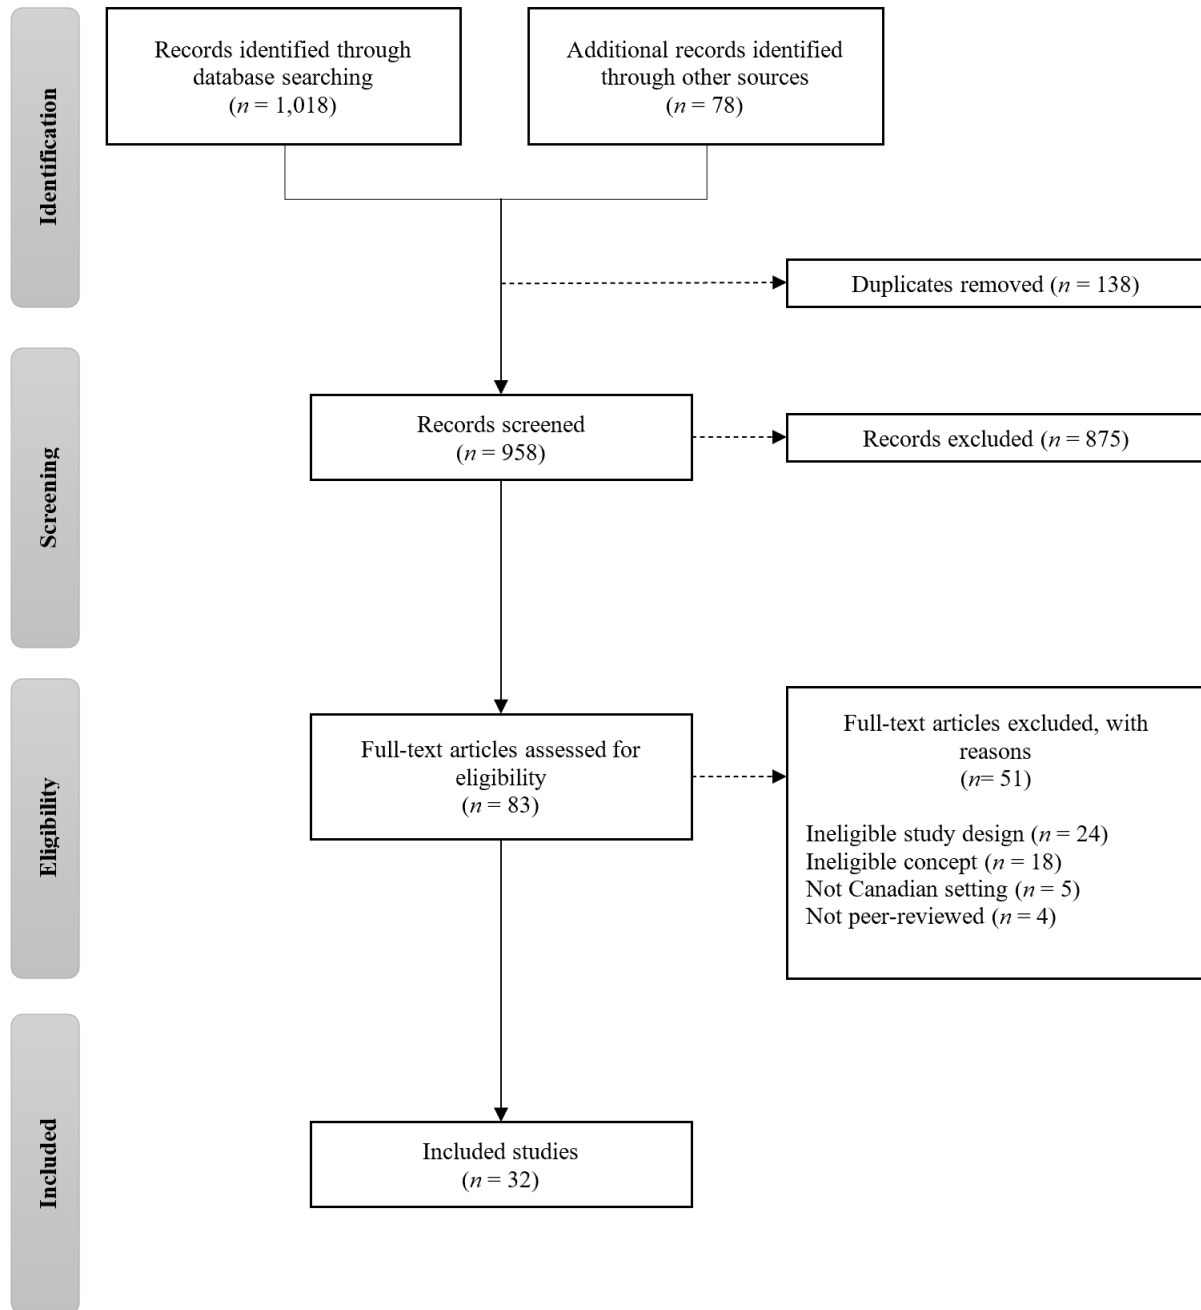 Identification
Records identified through
database searching
(n = 1,018)
Additional records identified
through other sources
(n = 78)
Duplicates removed (n = 138)
Screening
Records screened
(n = 958)
Records excluded (n = 875)
Eligibility
Full-text articles assessed for
eligibility
(n = 83)
Full-text articles excluded, with
reasons
(n= 51)
Ineligible study design (n = 24)
Ineligible concept (n = 18)
Not Canadian setting (n = 5)
Not peer-reviewed (n = 4)
Included
Included studies
(n = 32)